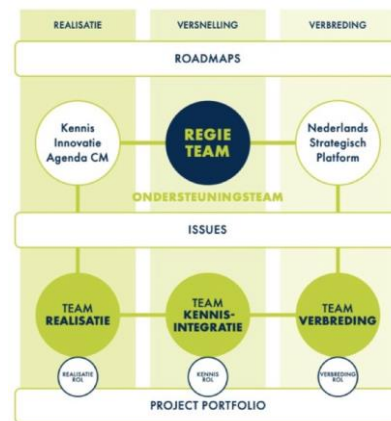 REALISATIE
VERSNELLING
VERBREDING
ROADMAPS
Kennis
Innovatie
Agenda CM
REGIE
TEAM
Nederlands
Strategisch
Platform
ONDERSTEUNINGSTEAM
ISSUES
TEAM
REALISATIE
TEAM
KENNIS-
INTEGRATIE
TEAM
VERBREDING
REALISATIE
ROL
KENNIS
ROL
VERBREDING
ROL
PROJECT PORTFOLIO